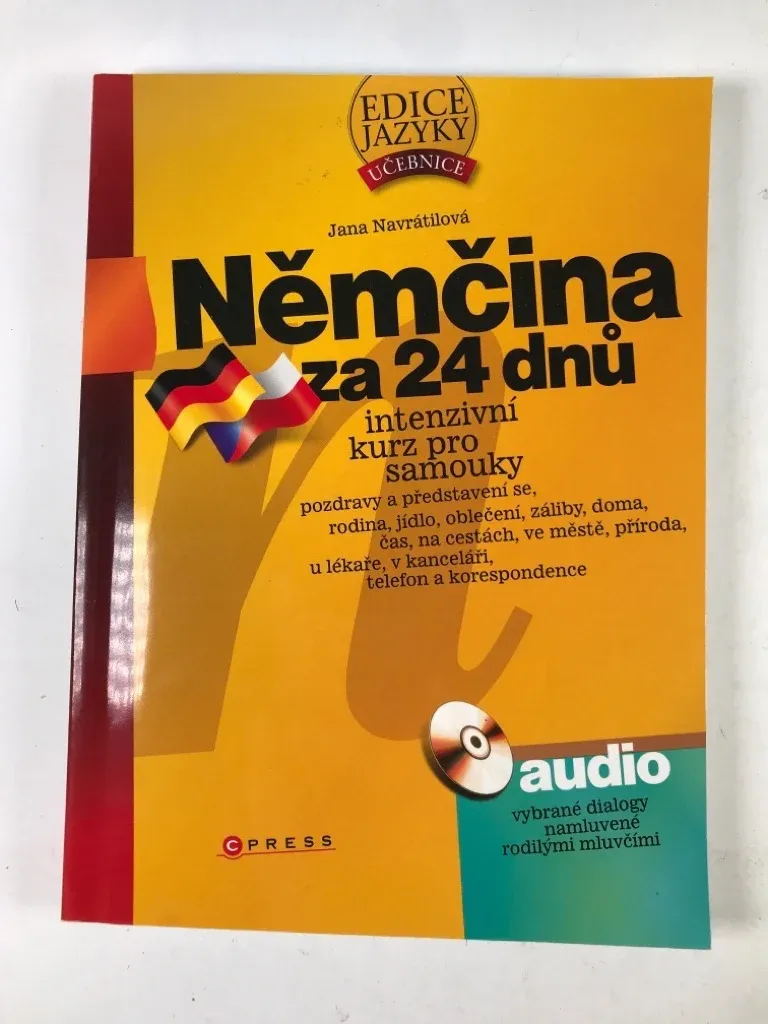 EDICE
JAZYKY
UČEBNICE
Jana Navrátilová
Němčina
za 24 dnů
intenzivní
kurz pro
samouky
pozdravy a představení se,
rodina, jídlo, oblečení, záliby, doma,
čas, na cestách, ve městě, příroda,
u lékaře, v kanceláři,
telefon a korespondence
audio
vybrané dialogy
namluvené
rodilými mluvčími
CPRESS